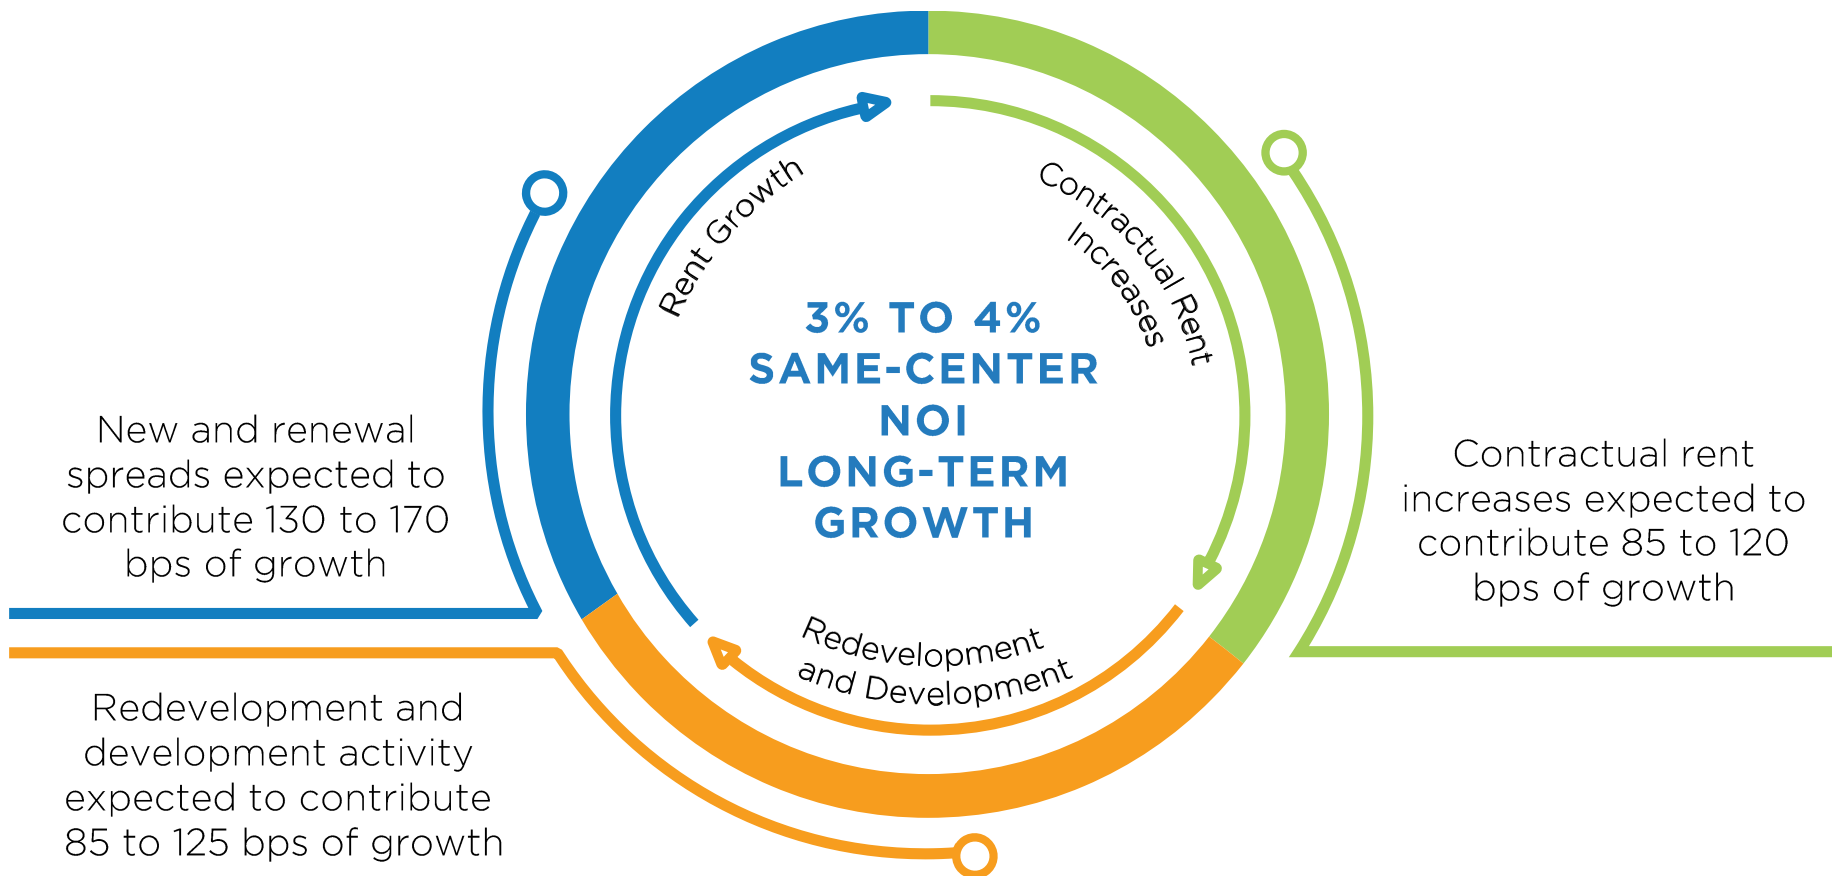 Rent Growth
Contractual Rent
Increases
3% TO 4%
SAME-CENTER
NOI
LONG-TERM
GROWTH
Redevelopment
and Development
New and renewal
spreads expected to
contribute 130 to 170
bps of growth
Contractual rent
increases expected to
contribute 85 to 120
bps of growth
Redevelopment and
development activity
expected to contribute
85 to 125 bps of growth